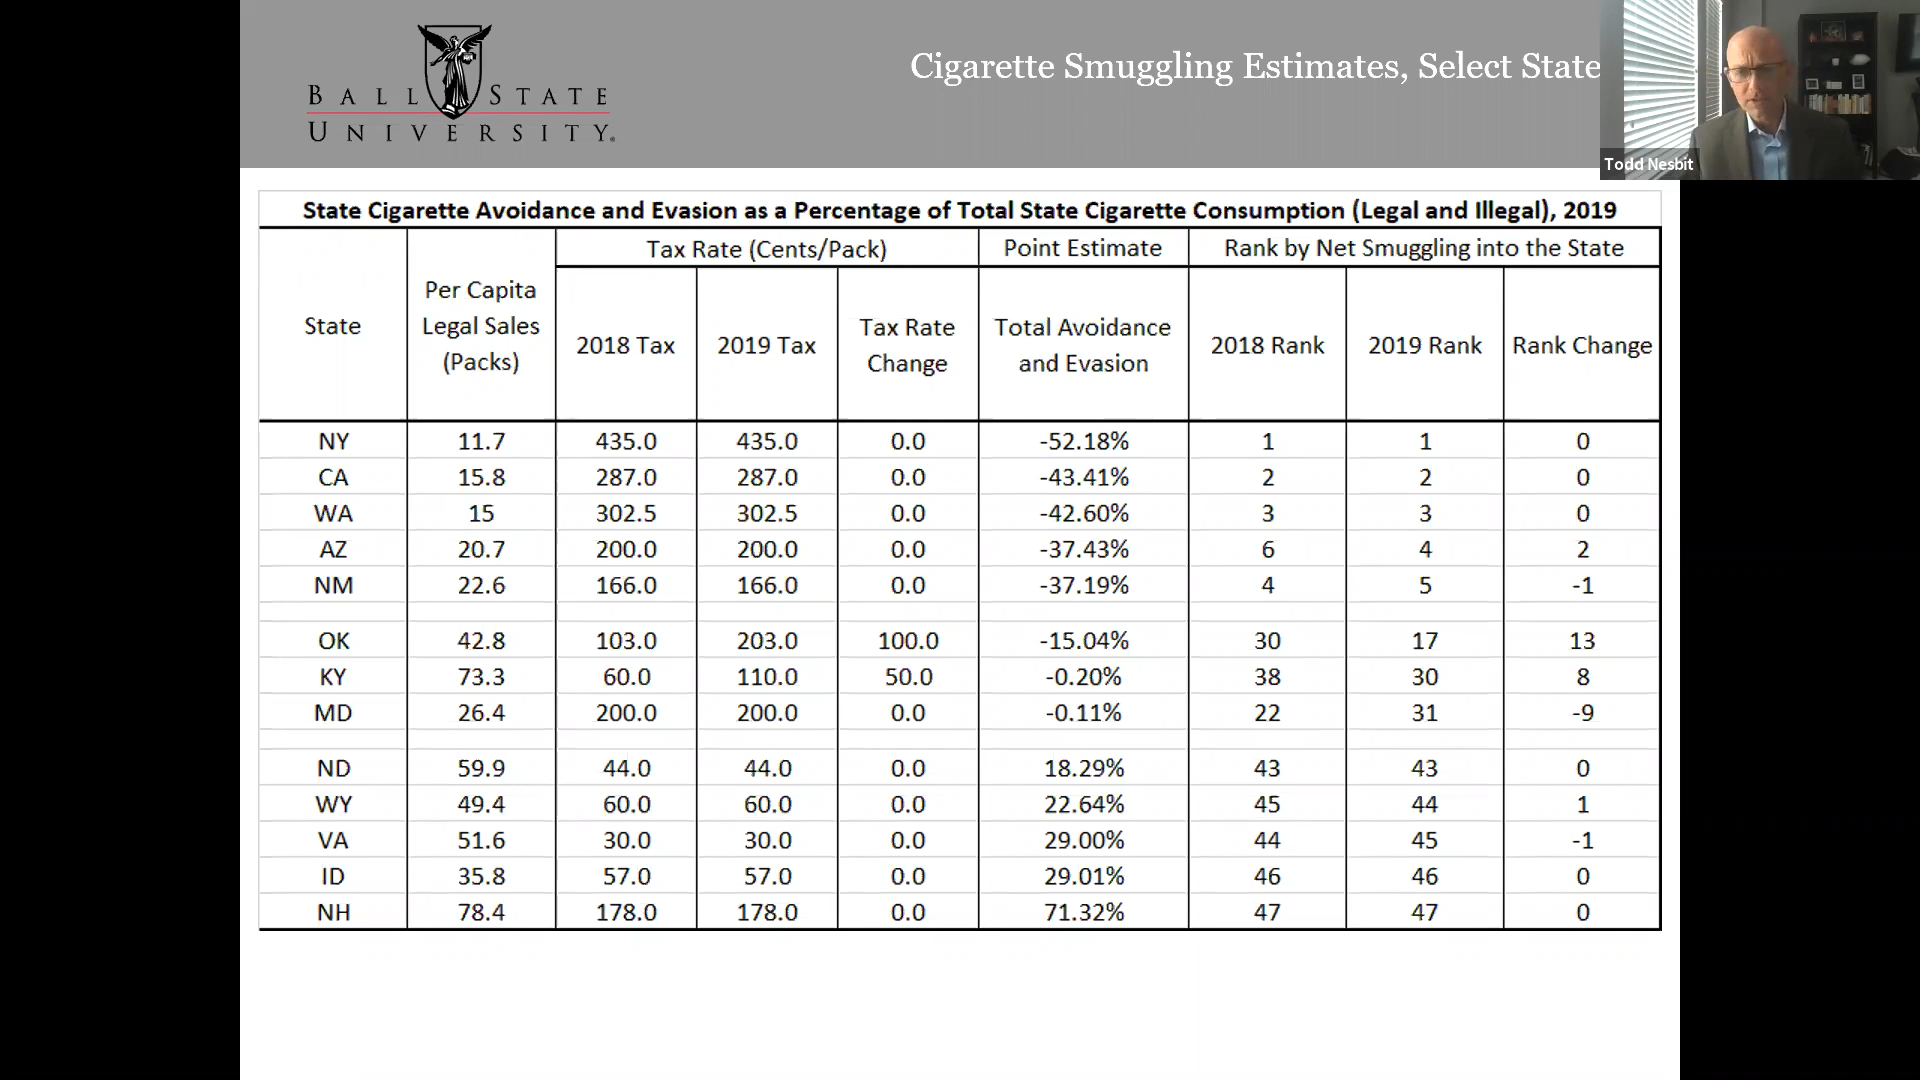 BALL STATE
UNIVERSITY.
Cigarette Smuggling Estimates, Select State
Todd Nesbit
State Cigarette Avoidance and Evasion as a Percentage of Total State Cigarette Consumption (Legal and Illegal), 2019
State
Per Capita
Legal Sales
(Packs)
Tax Rate (Cents/Pack)
Point Estimate
Rank by Net Smuggling into the State
2018 Tax
2019 Tax
Tax Rate
Change
Total Avoidance
and Evasion
2018 Rank
2019 Rank
Rank Change
NY 11.7 435.0 435.0 0.0 -52.18% 1 1 0
CA 15.8 287.0 287.0 0.0 -43.41% 2 2 0
WA 15 302.5 302.5 0.0 -42.60% 3 3 0
AZ 20.7 200.0 200.0 0.0 -37.43% 6 4 2
NM 22.6 166.0 166.0 0.0 -37.19% 4 5 -1
OK 42.8 103.0 203.0 100.0 -15.04% 30 17 13
KY 73.3 60.0 110.0 50.0 -0.20% 38 30 8
MD 26.4 200.0 200.0 0.0 -0.11% 22 31 -9
ND 59.9 44.0 44.0 0.0 18.29% 43 43 0
WY 49.4 60.0 60.0 0.0 22.64% 45 44 1
VA 51.6 30.0 30.0 0.0 29.00% 44 45 -1
ID 35.8 57.0 57.0 0.0 29.01% 46 46 0
NH 78.4 178.0 178.0 0.0 71.32% 47 47 0